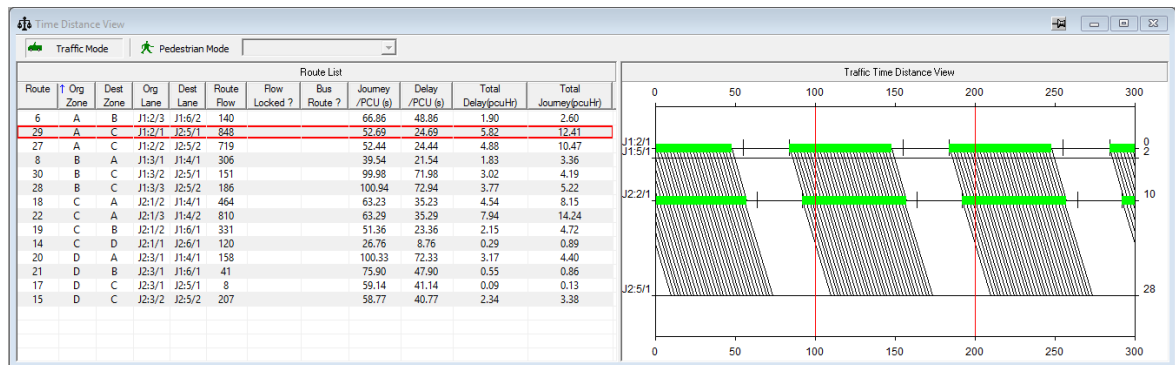 Time Distance View
Traffic Mode Pedestrian Mode
Route List
Route ↑ Org Zone Dest Zone Org Lane Dest Lane Route Flow Flow Locked ? Bus Route ? Journey /PCU (s) Delay /PCU (s) Total Delay(pcuHr) Total Journey(pcuHr)
6 A B J1:2/3 J1:6/2 140 66.86 48.86 1.90 2.60
29 A C J1:2/1 J2:5/1 848 52.69 24.69 5.82 12.41
27 A C J1:2/2 J2:5/2 719 52.44 24.44 4.88 10.47
8 B A J1:3/1 J1:4/1 306 39.54 21.54 1.83 3.36
30 B C J1:3/2 J2:5/1 151 99.98 71.98 3.02 4.19
28 B C J1:3/3 J2:5/2 186 100.94 72.94 3.77 5.22
18 C A J2:1/2 J1:4/1 464 63.23 35.23 4.54 8.15
22 C A J2:1/3 J1:4/2 810 63.29 35.29 7.94 14.24
19 C B J2:1/2 J1:6/1 331 51.36 23.36 2.15 4.72
14 C D J2:1/1 J2:6/1 120 26.76 8.76 0.29 0.89
20 D A J2:3/1 J1:4/1 158 100.33 72.33 3.17 4.40
21 D B J2:3/1 J1:6/1 41 75.90 47.90 0.55 0.86
17 D C J2:3/1 J2:5/1 8 59.14 41.14 0.09 0.13
15 D C J2:3/2 J2:5/2 207 58.77 40.77 2.34 3.38
Traffic Time Distance View
0 50 100 150 200 250 300
J1:2/1 0
J1:5/1 2
J2:2/1 10
J2:5/1 28
0 50 100 150 200 250 300